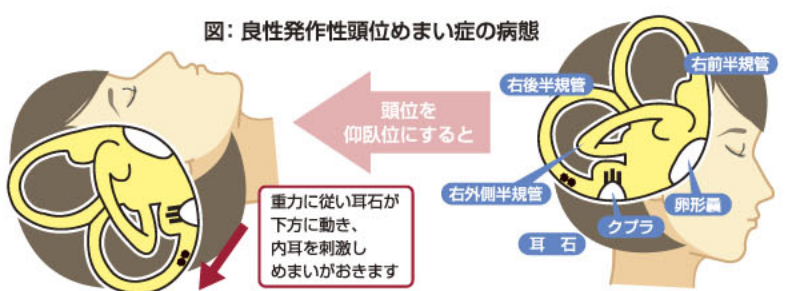 図: 良性発作性頭位めまい症の病態
右後半規管
右前半規管
頭位を
仰臥位にすると
右外側半規管
卵形嚢
クプラ
耳 石
重力に従い耳石が
下方に動き、
内耳を刺激し
めまいがおきます